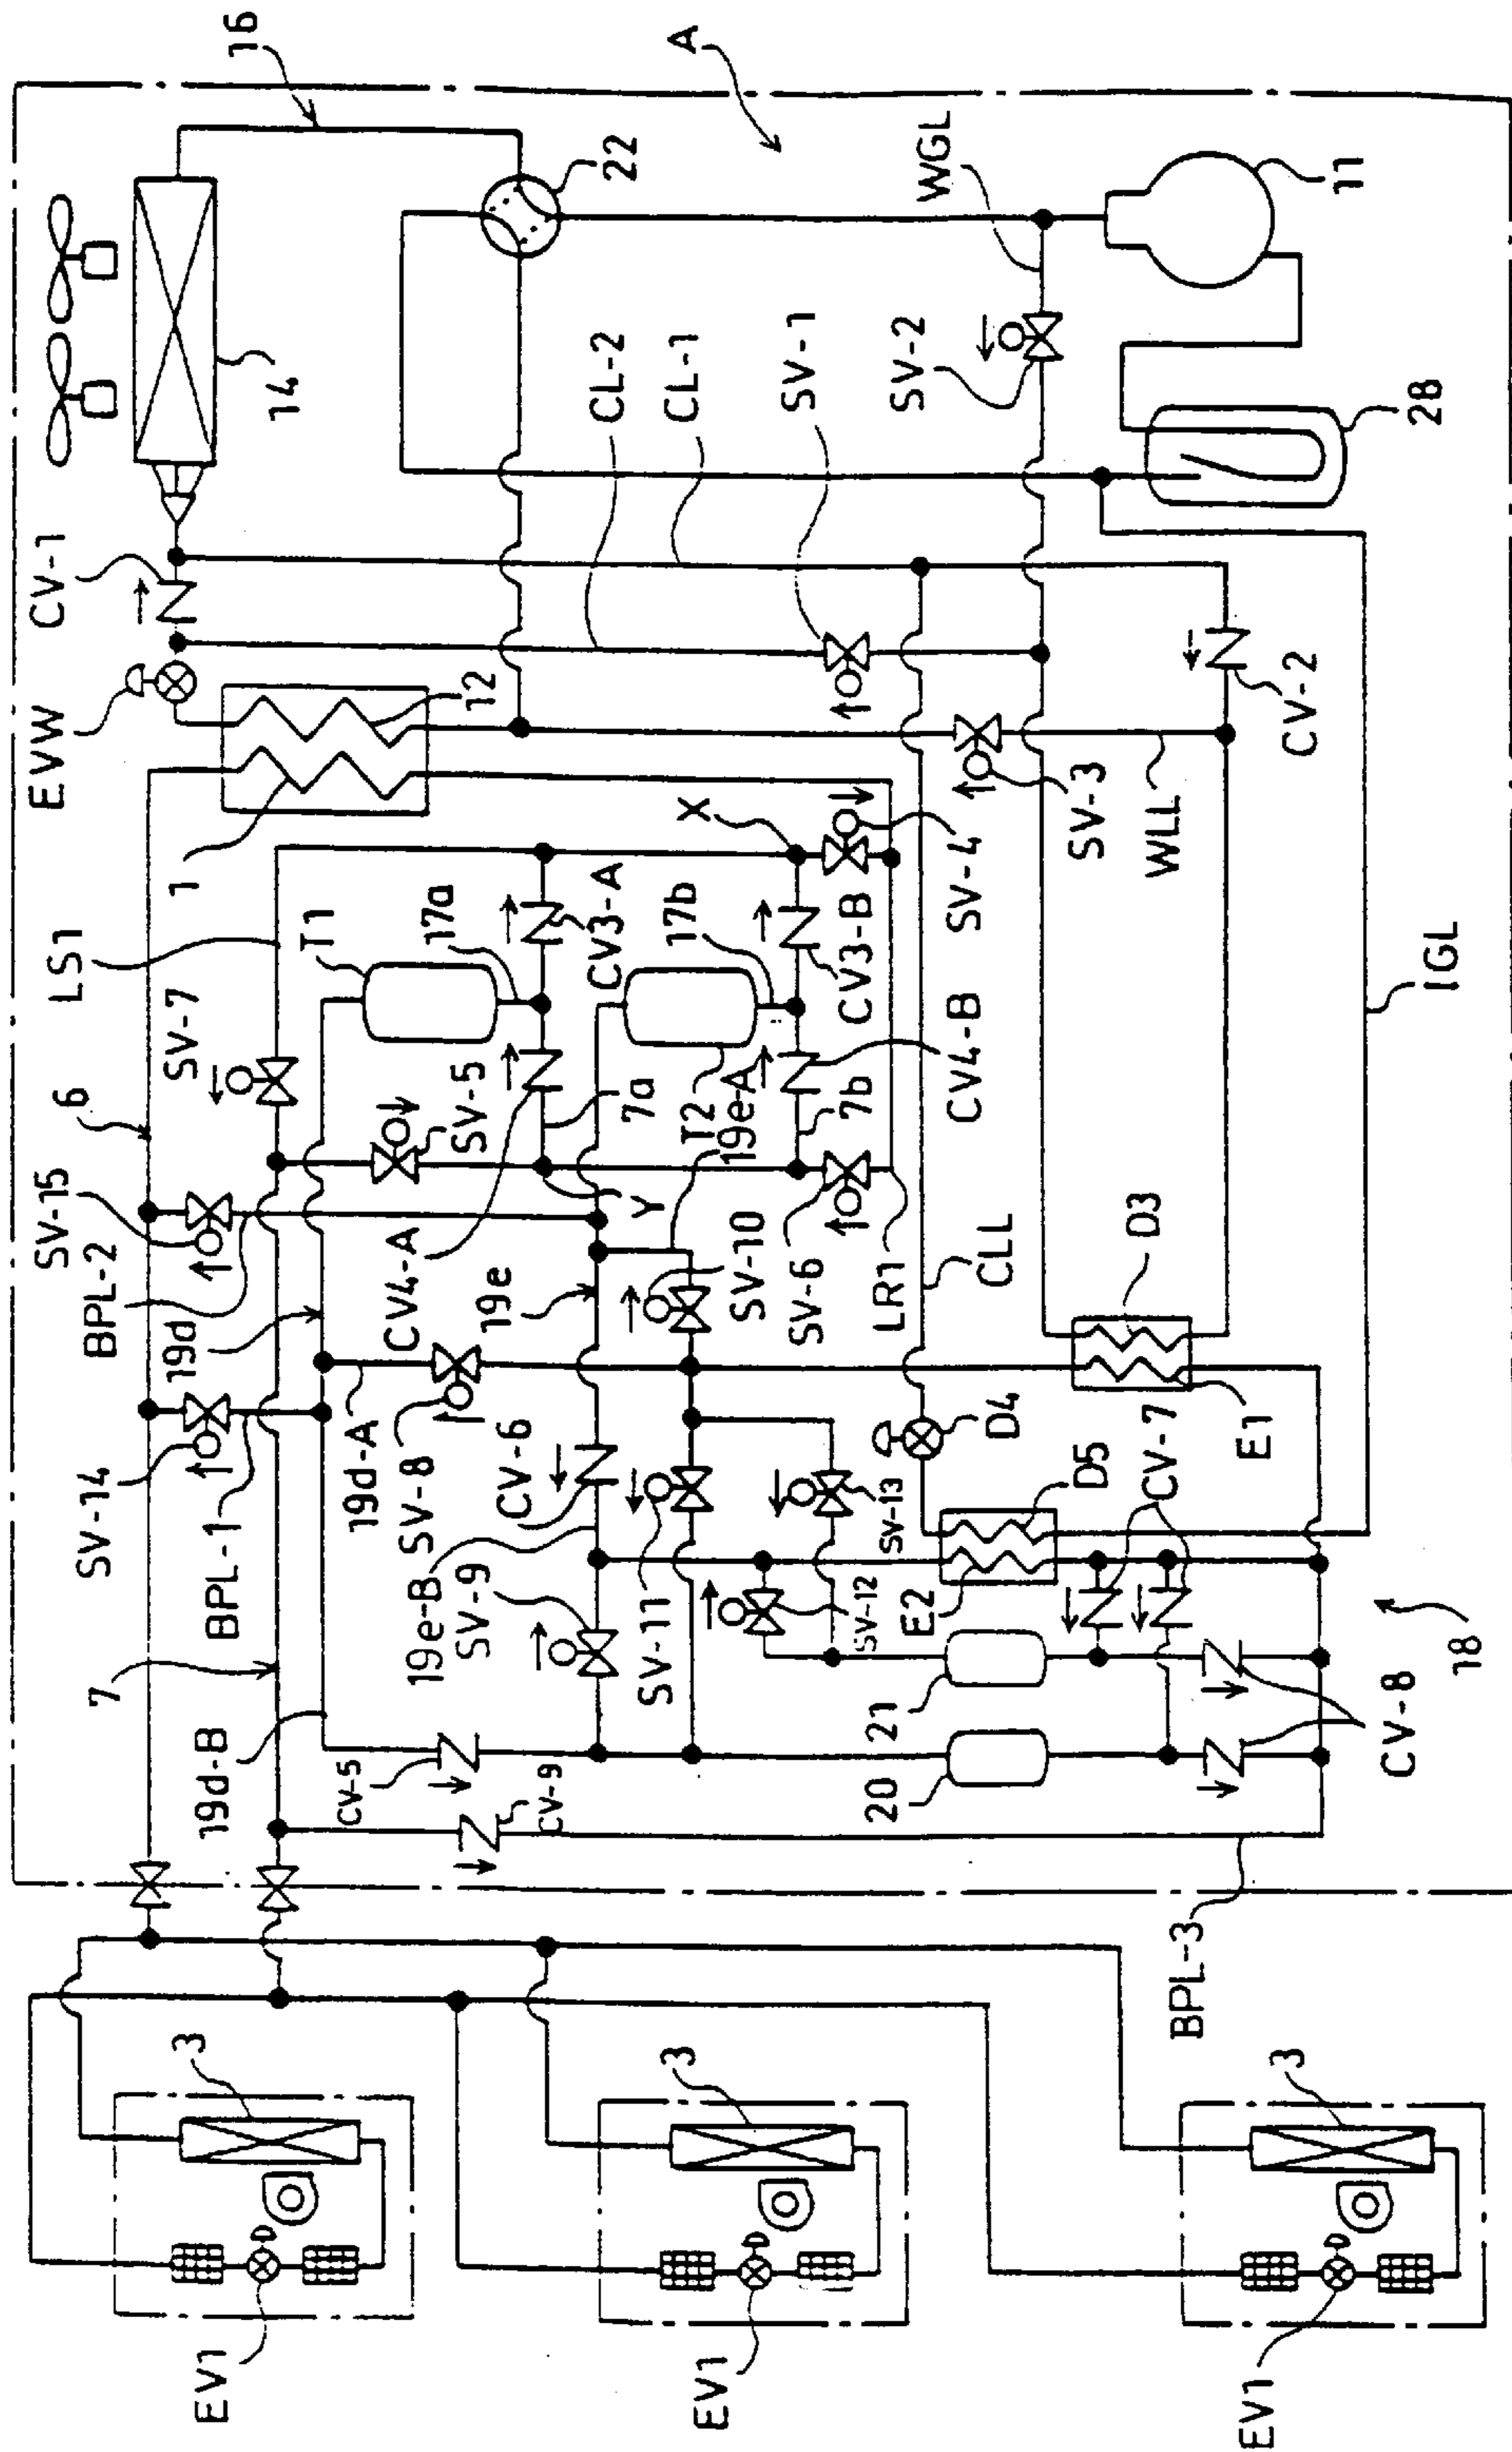 16
A
22
WGL
11
14
CL-2
CL-1
SV-1
SV-2
28
CV-1
EVW
12
CV-2
1
X
SV-4
SV-3
WLL
LS1
T1
17a
CV3-A
17b
CV3-B
CV4-B
IGL
SV-7
6
SV-5
7a
T2
19e-A
7b
SV-15
BPL-2
Y
19d
CV4-A
19e
SV-10
SV-6
LR1
CLL
D3
SV-14
BPL-1
19d-A
SV-8
CV-6
D4
D5
CV-7
E1
7
19e-B
SV-9
SV-11
SV-13
SV-12
E2
18
19d-B
CV-5
CV-9
20
21
CV-8
BPL-3
3
3
3
EV1
EV1
EV1